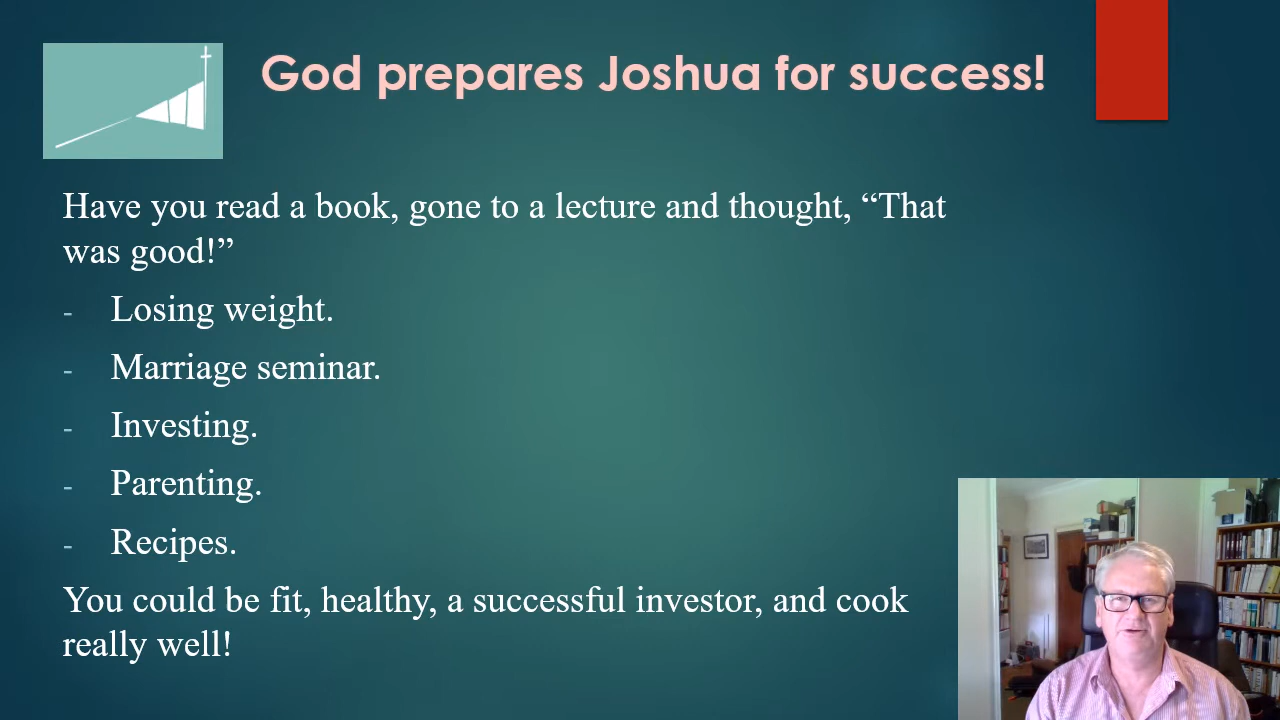 God prepares Joshua for success!
Have you read a book, gone to a lecture and thought, “That
was good!”
- Losing weight.
- Marriage seminar.
- Investing.
- Parenting.
- Recipes.
You could be fit, healthy, a successful investor, and cook
really well!